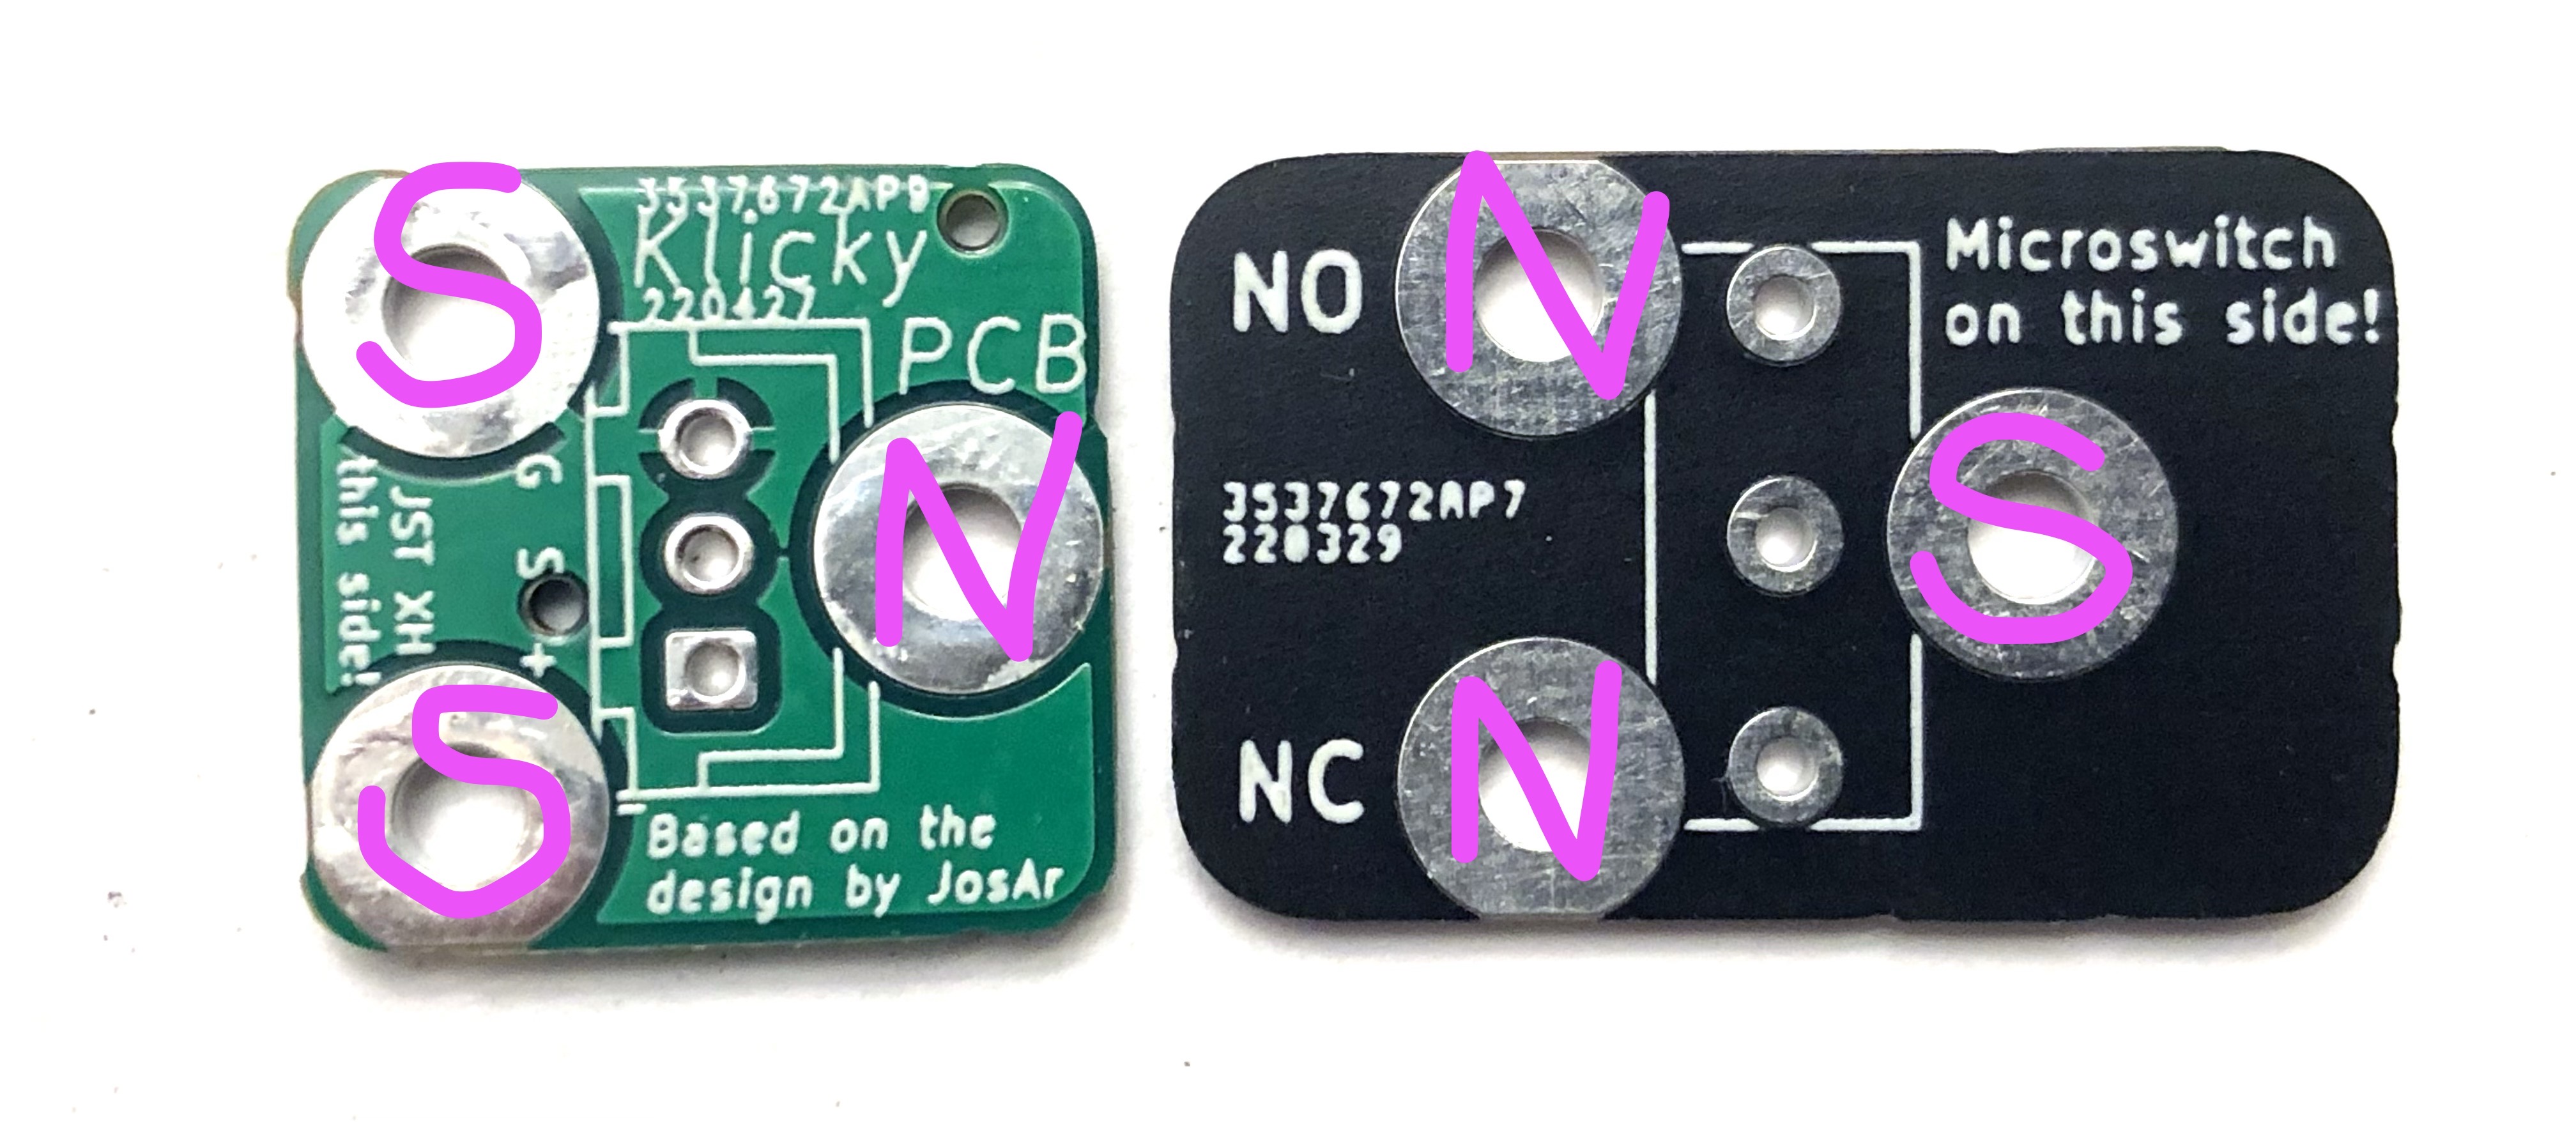 S
3537672AP9
Klicky
220427
PCB
N
G
S
+
JST XH
this side!
S
Based on the
design by JosAr
NO
N
Microswitch
on this side!
S
3537672AP7
220329
NC
N